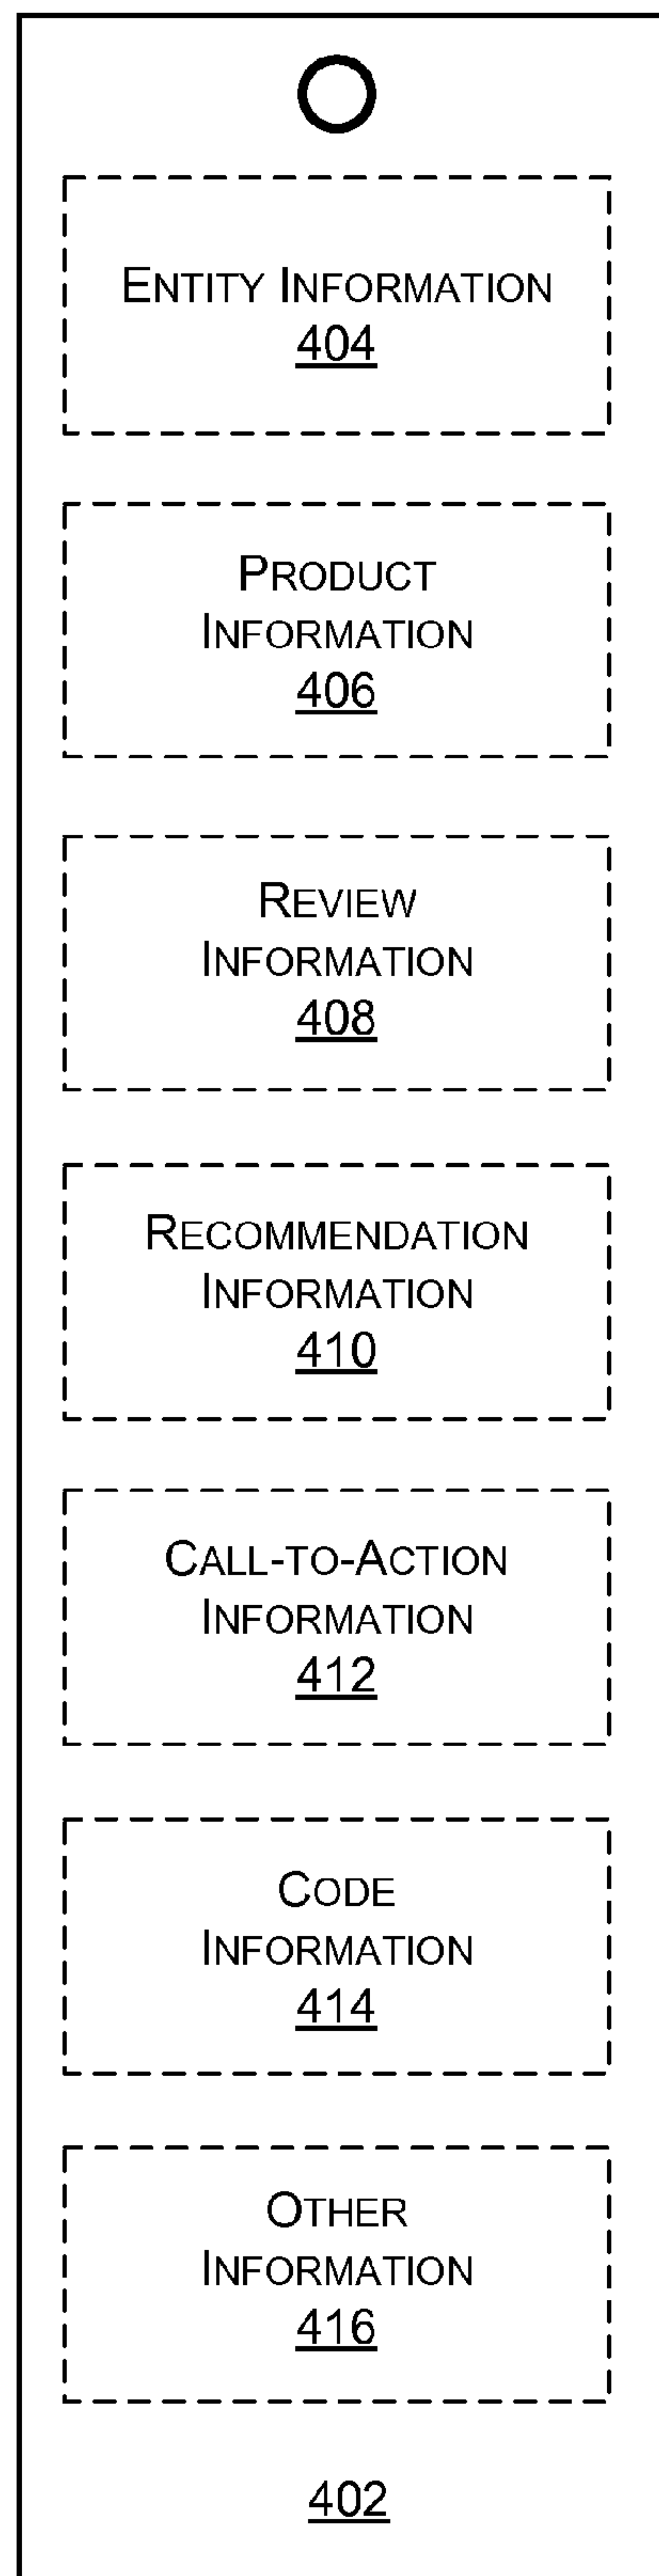 ENTITY INFORMATION
404
PRODUCT
INFORMATION
406
REVIEW
INFORMATION
408
RECOMMENDATION
INFORMATION
410
CALL-TO-ACTION
INFORMATION
412
CODE
INFORMATION
414
OTHER
INFORMATION
416
402